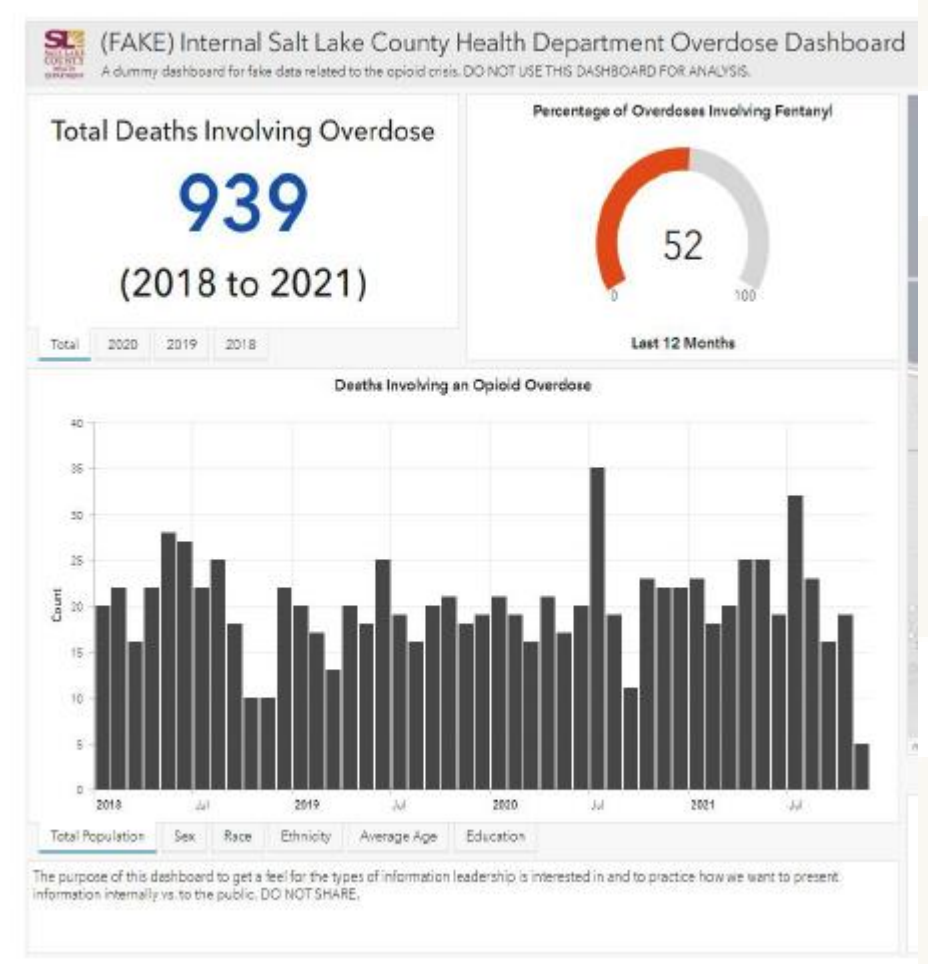 SL
SALT LAKE
COUNTY
HEALTH
DEPARTMENT
(FAKE) Internal Salt Lake County Health Department Overdose Dashboard
A dummy dashboard for fake data related to the opioid crisis. DO NOT USE THIS DASHBOARD FOR ANALYSIS.
Total Deaths Involving Overdose
939
(2018 to 2021)
Total 2020 2019 2018
Percentage of Overdoses Involving Fentanyl
52
0 100
Last 12 Months
Deaths Involving an Opioid Overdose
Count
40
35
30
25
20
15
10
5
0
2018 Jul 2019 Jul 2020 Jul 2021 Jul
Total Population Sex Race Ethnicity Average Age Education
The purpose of this dashboard to get a feel for the types of information leadership is interested in and to practice how we want to present
information internally vs. to the public. DO NOT SHARE.